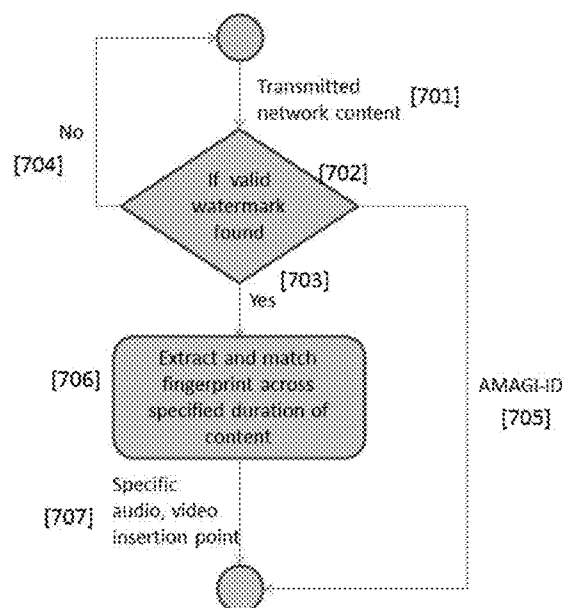 Transmitted
network content [701]
No
[704]
[702]
If valid
watermark
found
[703]
Yes
[706]
Extract and match
fingerprint across
specified duration of
content
AMAGI-ID
[705]
[707]
Specific
audio, video
insertion point